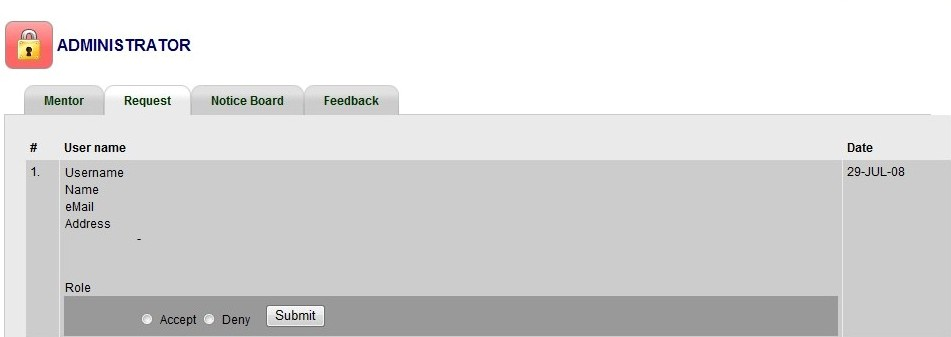 ADMINISTRATOR
Mentor Request Notice Board Feedback
# User name Date
1. Username 29-JUL-08
Name
eMail
Address
-
Role
Accept Deny Submit